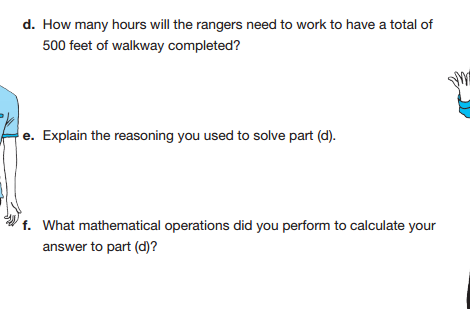 d. How many hours will the rangers need to work to have a total of
500 feet of walkway completed?
e. Explain the reasoning you used to solve part (d).
f. What mathematical operations did you perform to calculate your
answer to part (d)?